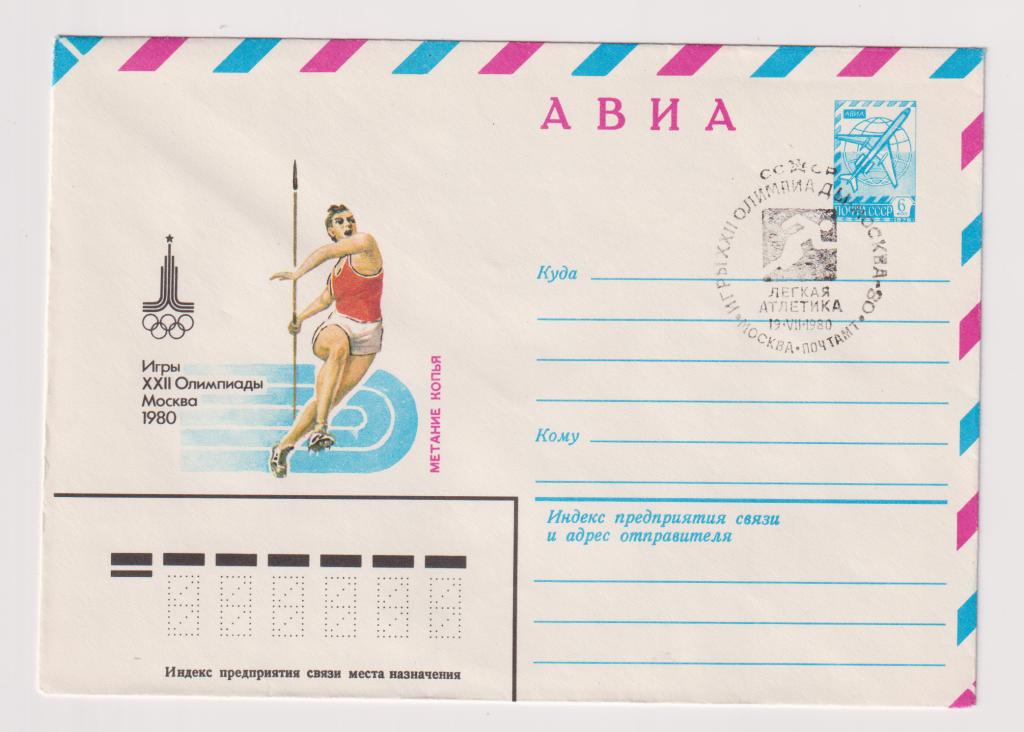 АВИА
АВИА
ПОЧТА СССР
6
СССР
•ИГРЫ XXII ОЛИМПИАДЫ МОСКВА-80•
ЛЕГКАЯ
АТЛЕТИКА
19•VII•1980
МОСКВА•ПОЧТАМТ
Игры
XXII Олимпиады
Москва
1980
МЕТАНИЕ КОПЬЯ
Куда
Кому
Индекс предприятия связи
и адрес отправителя
Индекс предприятия связи места назначения